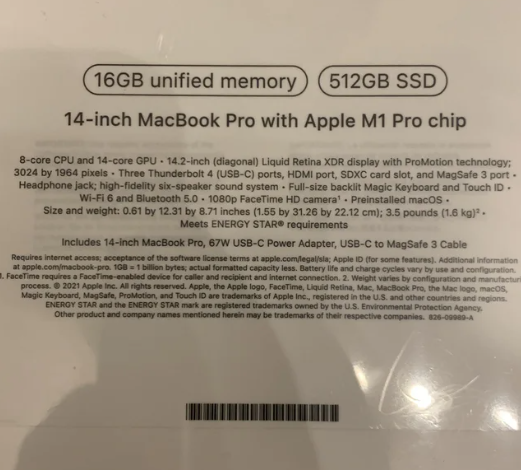 16GB unified memory 512GB SSD
14-inch MacBook Pro with Apple M1 Pro chip
8-core CPU and 14-core GPU • 14.2-inch (diagonal) Liquid Retina XDR display with ProMotion technology;
3024 by 1964 pixels • Three Thunderbolt 4 (USB-C) ports, HDMI port, SDXC card slot, and MagSafe 3 port •
Headphone jack; high-fidelity six-speaker sound system • Full-size backlit Magic Keyboard and Touch ID •
Wi-Fi 6 and Bluetooth 5.0 • 1080p FaceTime HD camera¹ • Preinstalled macOS •
Size and weight: 0.61 by 12.31 by 8.71 inches (1.55 by 31.26 by 22.12 cm); 3.5 pounds (1.6 kg)² •
Meets ENERGY STAR® requirements
Includes 14-inch MacBook Pro, 67W USB-C Power Adapter, USB-C to MagSafe 3 Cable
Requires internet access; acceptance of the software license terms at apple.com/legal/sla; Apple ID (for some features). Additional information
at apple.com/macbook-pro. 1GB = 1 billion bytes; actual formatted capacity less. Battery life and charge cycles vary by use and configuration.
1. FaceTime requires a FaceTime-enabled device for caller and recipient and internet connection. 2. Weight varies by configuration and manufacturi
process. © 2021 Apple Inc. All rights reserved. Apple, the Apple logo, FaceTime, Liquid Retina, Mac, MacBook Pro, the Mac logo, macOS,
Magic Keyboard, MagSafe, ProMotion, and Touch ID are trademarks of Apple Inc., registered in the U.S. and other countries and regions.
ENERGY STAR and the ENERGY STAR mark are registered trademarks owned by the U.S. Environmental Protection Agency.
Other product and company names mentioned herein may be trademarks of their respective companies. 826-09969-A